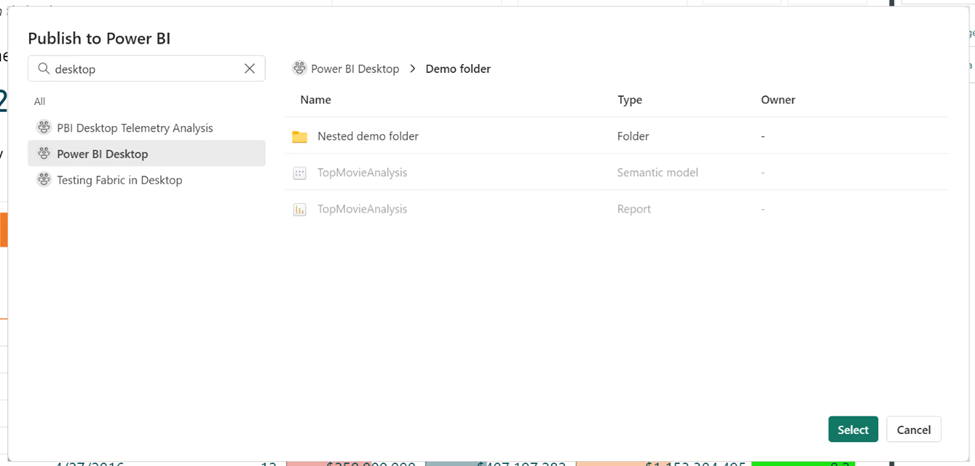 Publish to Power BI
desktop
All
PBI Desktop Telemetry Analysis
Power BI Desktop
Testing Fabric in Desktop
Power BI Desktop > Demo folder
Name Type Owner
Nested demo folder Folder -
TopMovieAnalysis Semantic model -
TopMovieAnalysis Report -
Select Cancel